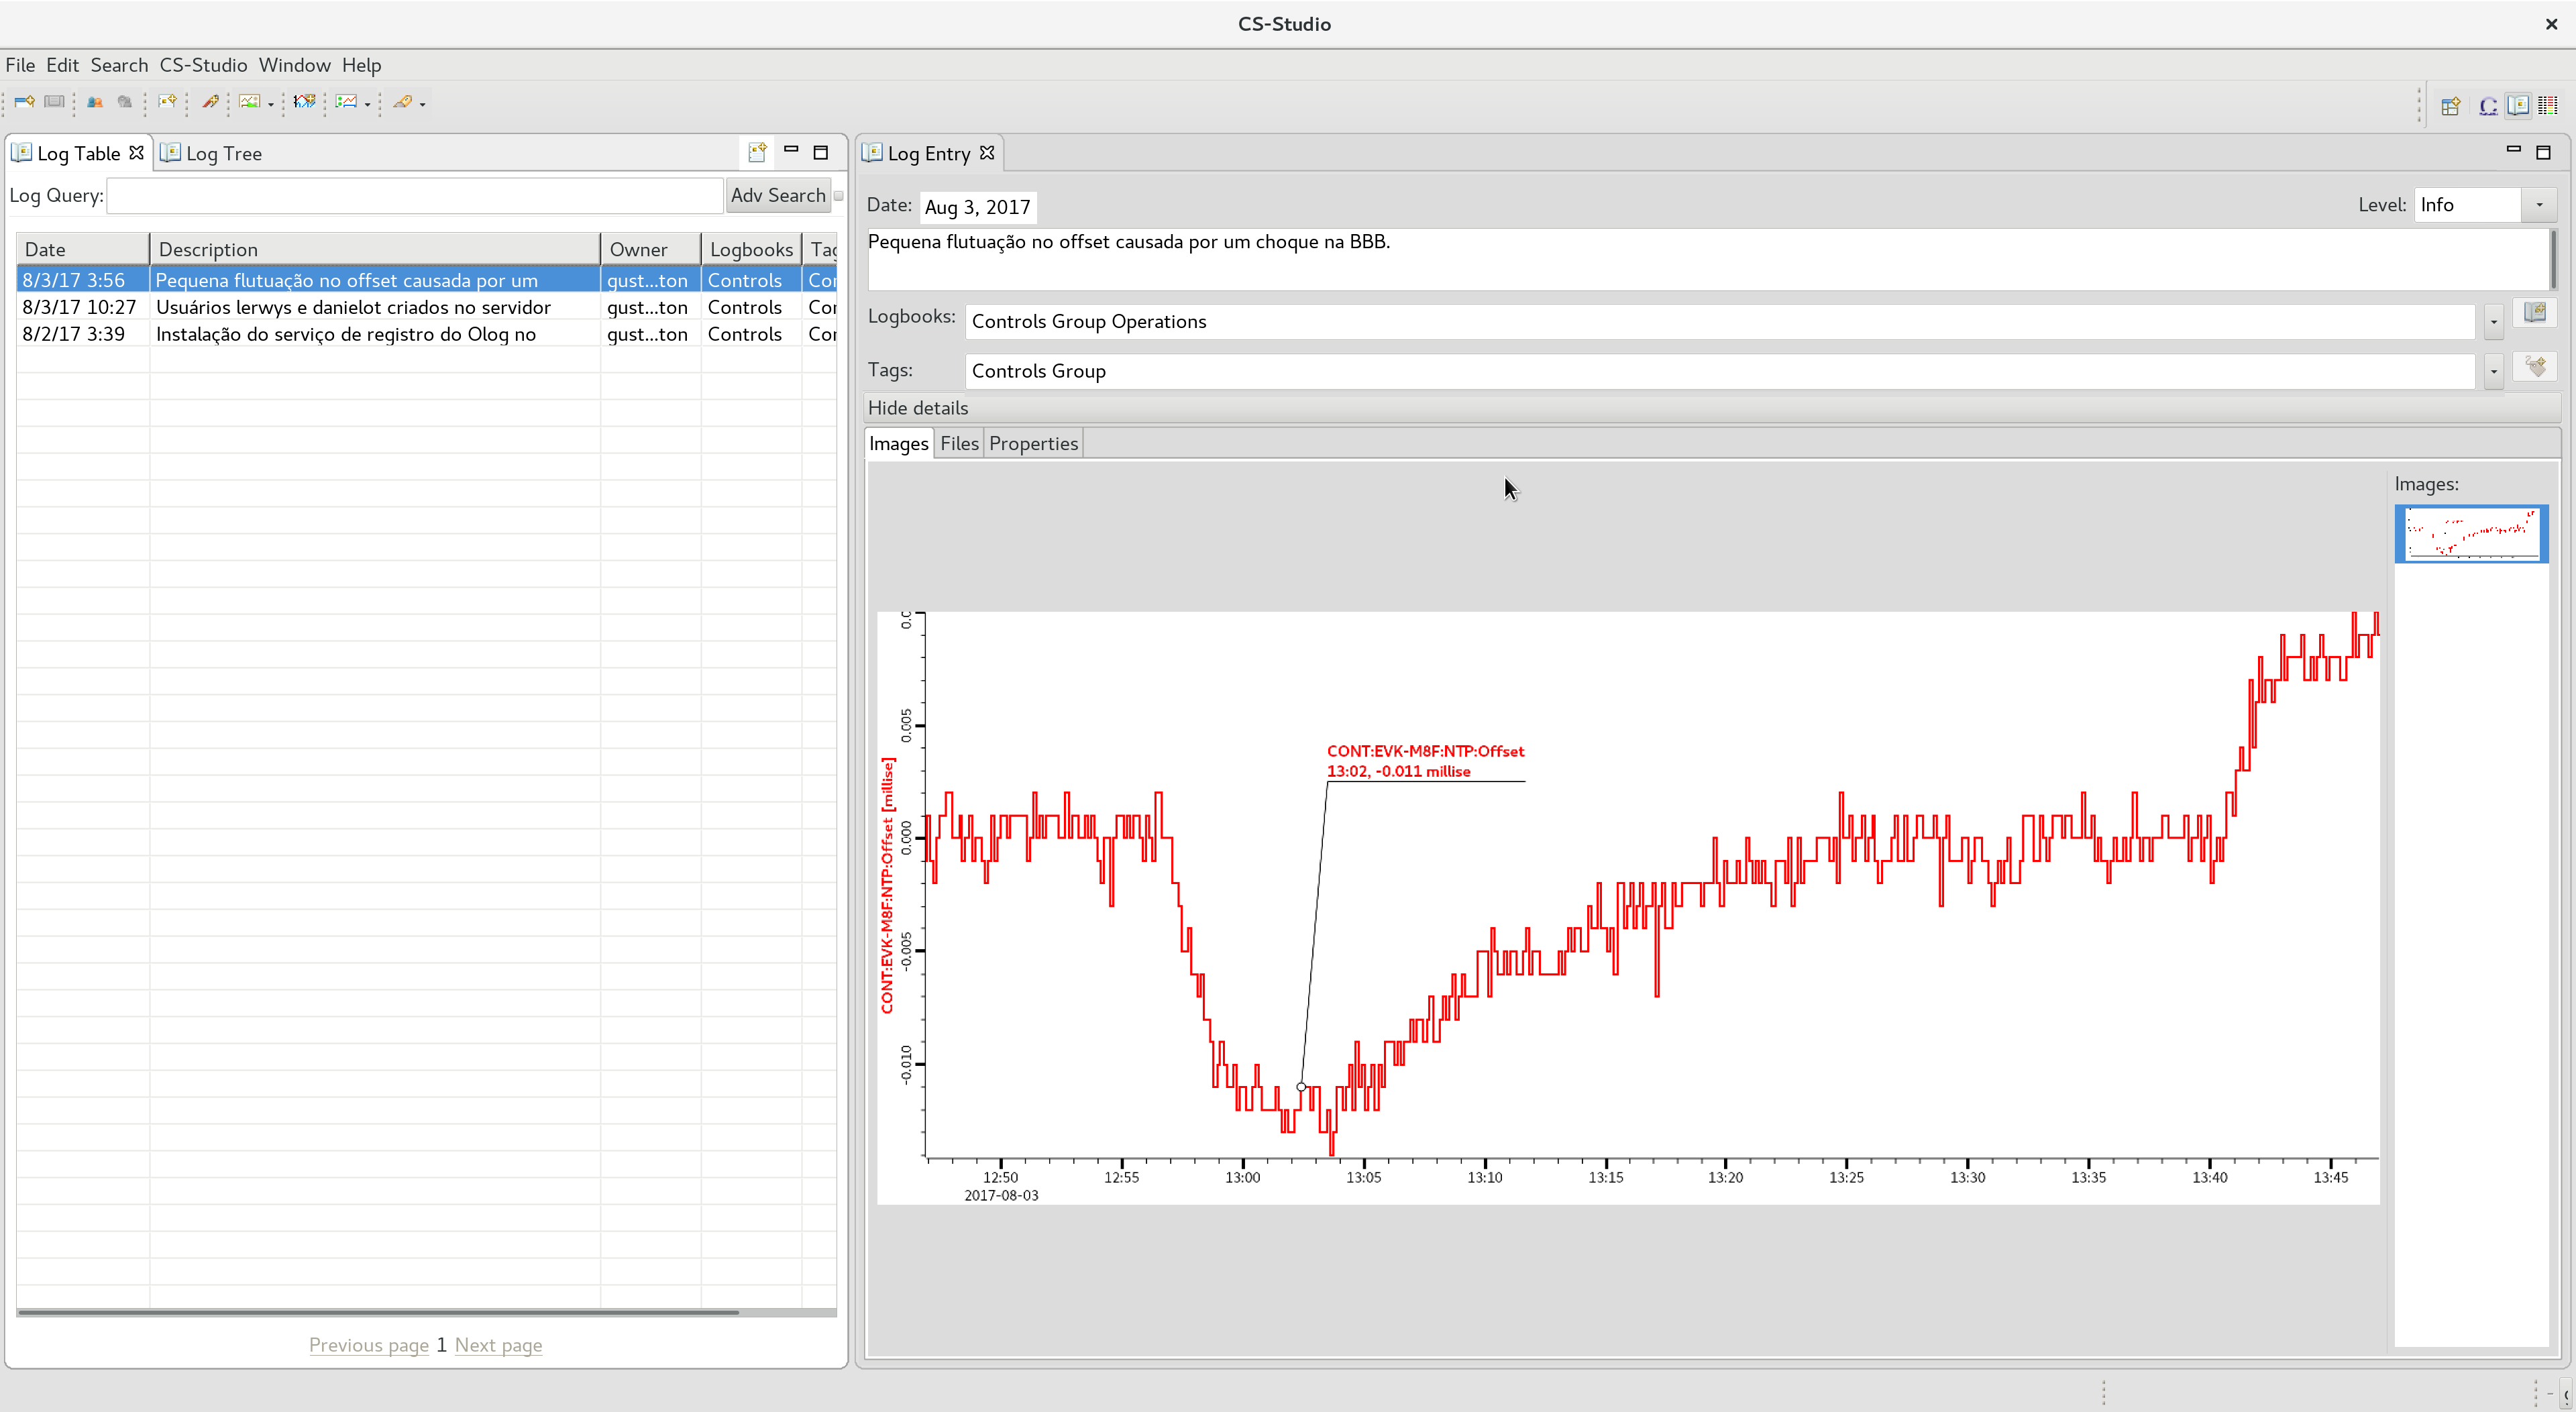 CS-Studio
File Edit Search CS-Studio Window Help
Log Table
Log Tree
Log Query:
Adv Search
Date Description Owner Logbooks Tag
8/3/17 3:56 Pequena flutuação no offset causada por um gust...ton Controls Con
8/3/17 10:27 Usuários lerwys e danielot criados no servidor gust...ton Controls Con
8/2/17 3:39 Instalação do serviço de registro do Olog no gust...ton Controls Con
Previous page 1 Next page
Log Entry
Date: Aug 3, 2017
Level: Info
Pequena flutuação no offset causada por um choque na BBB.
Logbooks: Controls Group Operations
Tags: Controls Group
Hide details
Images Files Properties
Images:
CONT:EVK-M8F:NTP:Offset [millise]
0.005
0.000
-0.005
-0.010
CONT:EVK-M8F:NTP:Offset
13:02, -0.011 millise
12:50 12:55 13:00 13:05 13:10 13:15 13:20 13:25 13:30 13:35 13:40 13:45
2017-08-03